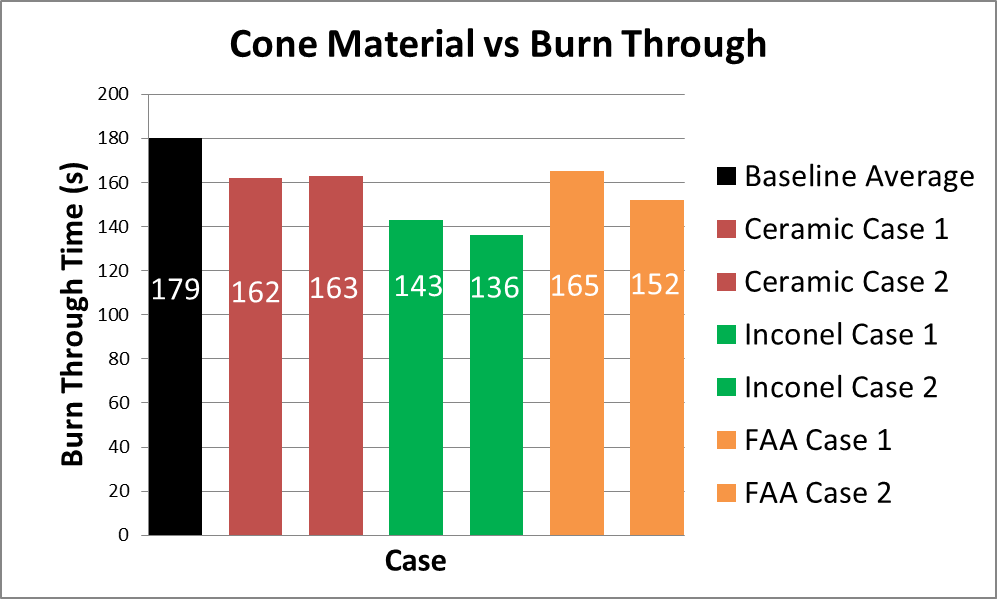 Cone Material vs Burn Through
Burn Through Time (s)
200
180
160
140
120
100
80
60
40
20
0
179
162
163
143
136
165
152
Case
Baseline Average
Ceramic Case 1
Ceramic Case 2
Inconel Case 1
Inconel Case 2
FAA Case 1
FAA Case 2